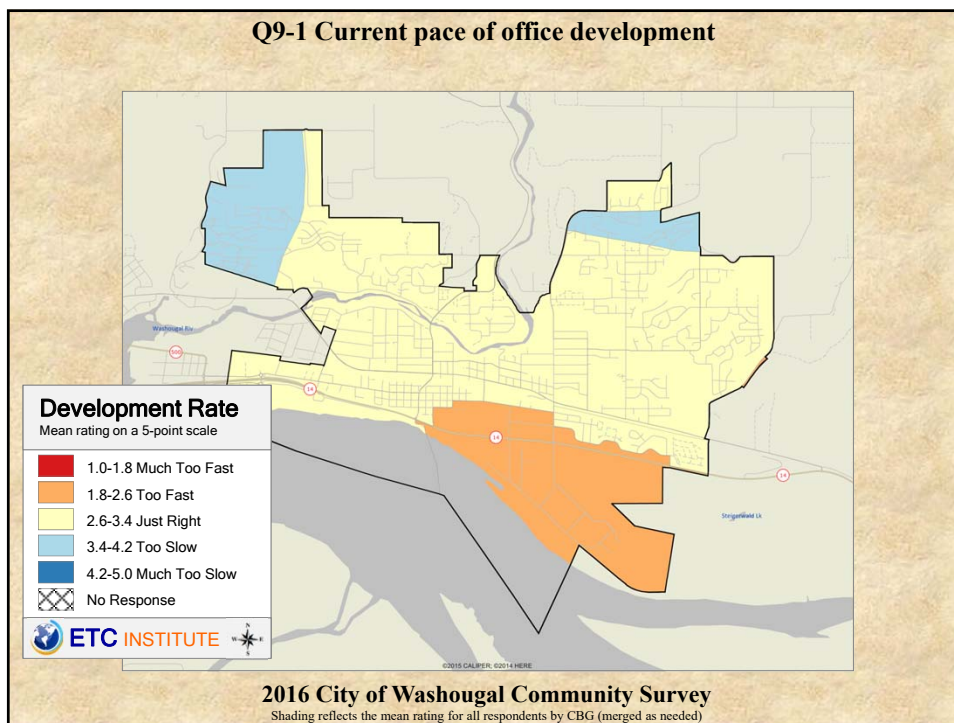 Q9-1 Current pace of office development
Washougal Riv
500
14
14
14
Steigerwald Lk
Development Rate
Mean rating on a 5-point scale
1.0-1.8 Much Too Fast
1.8-2.6 Too Fast
2.6-3.4 Just Right
3.4-4.2 Too Slow
4.2-5.0 Much Too Slow
No Response
ETC INSTITUTE
N
W E
S
©2015 CALIPER; ©2014 HERE
2016 City of Washougal Community Survey
Shading reflects the mean rating for all respondents by CBG (merged as needed)